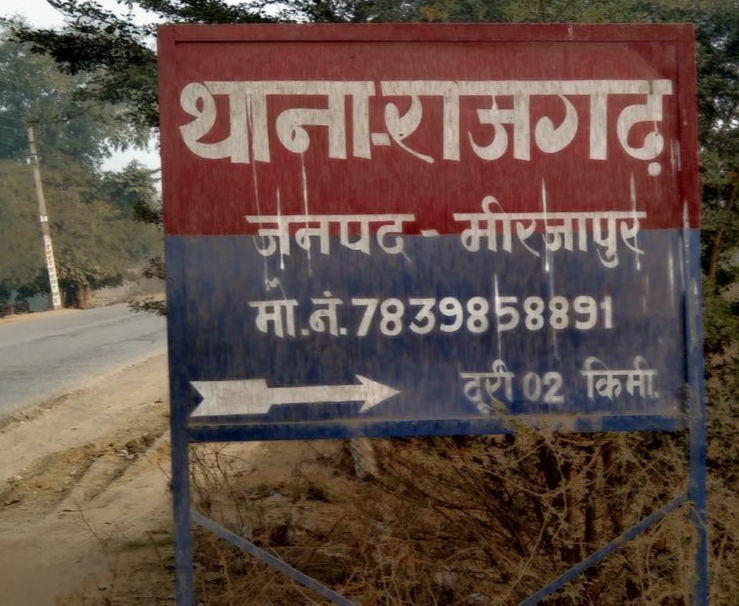 थाना-राजगढ़
जनपद - मीरजापुर
मो.नं.7839858891
दूरी 02 किमी.